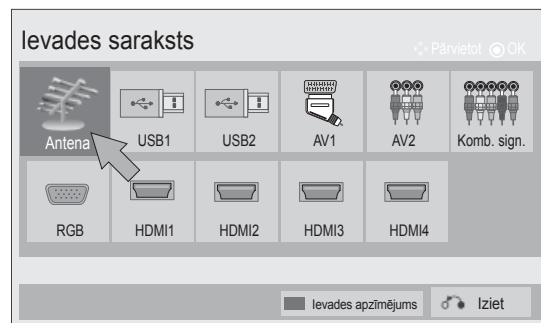 Ievades saraksts
Pārvietot OK
Antena USB1 USB2 AV1 AV2 Komb. sign.
RGB HDMI1 HDMI2 HDMI3 HDMI4
Ievades apzīmējums Iziet